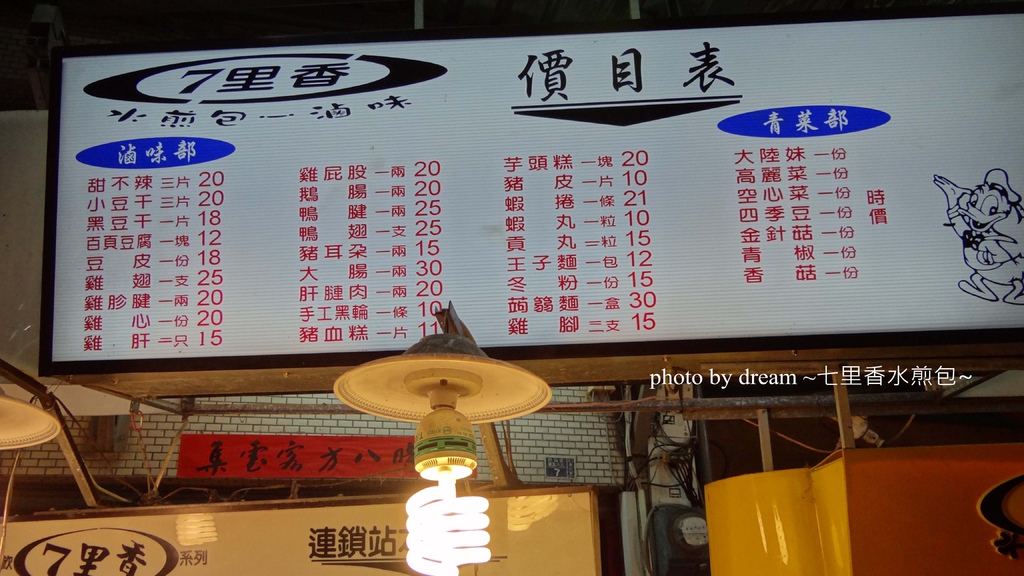 7里香
水煎包–滷味
價目表
滷味部
甜不辣 三片 20
小豆干 三片 20
黑豆干 一片 18
百頁豆腐 一塊 12
豆皮 一份 18
雞翅 一支 25
雞胗腱 一兩 20
雞心 一份 20
雞肝 二只 15
雞屁股 一兩 20
鵝腸 一兩 20
鴨腱 一兩 25
鴨翅 一支 25
豬耳朵 一兩 15
大腸 一兩 30
肝腱肉 一兩 20
手工黑輪 一條 10
豬血糕 一片
芋頭糕 一塊 20
豬皮 一片 10
蝦捲 一條 21
蝦丸 一粒 10
貢丸 二粒 15
王子麵 一包 12
冬粉 一份 15
蒟蒻麵 一盒 30
雞腳 三支 15
青菜部
大陸妹 一份
高麗菜 一份
空心菜 一份
四季豆 一份
金針菇 一份
青椒 一份
香菇 一份
時價
photo by dream ~七里香水煎包~
集雲客方八
7里香
系列
連鎖站